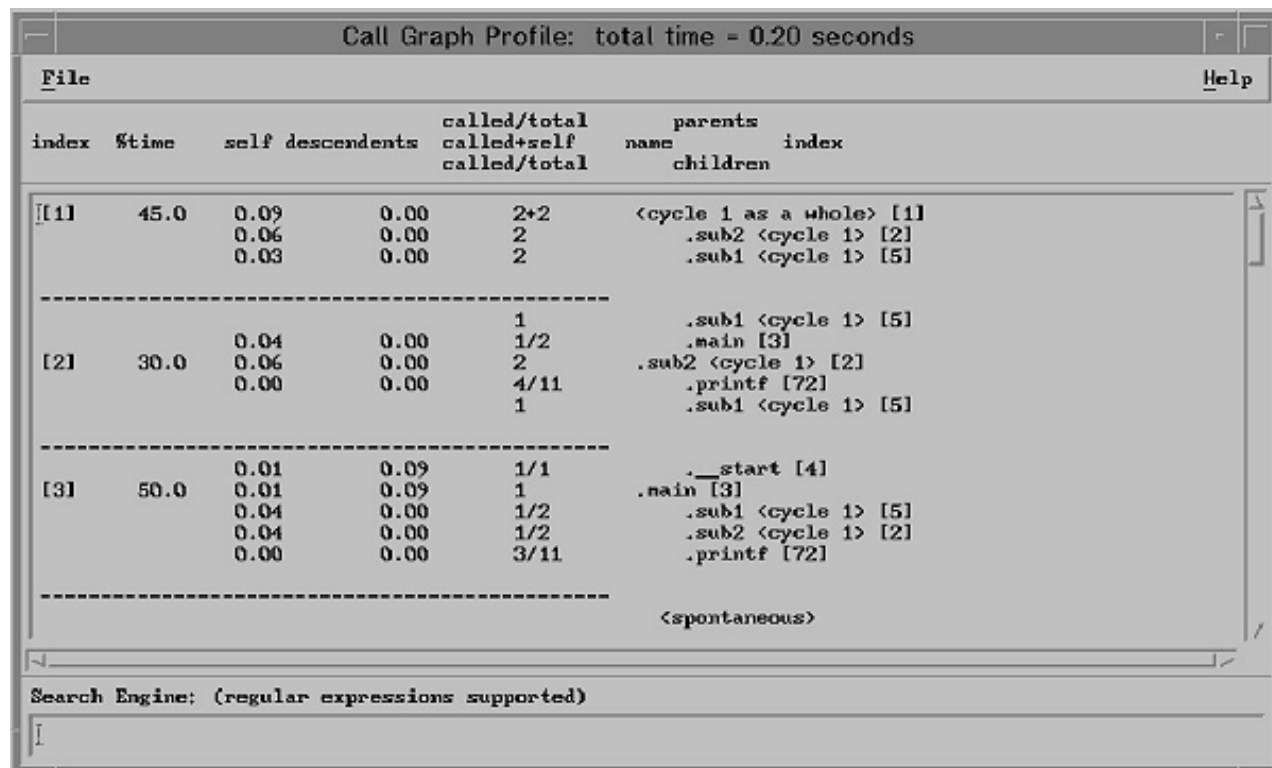 Call Graph Profile: total time = 0.20 seconds
File Help
called/total parents
index %time self descendents called+self name index
called/total children
[1] 45.0 0.09 0.00 2+2 <cycle 1 as a whole> [1]
0.06 0.00 2 .sub2 <cycle 1> [2]
0.03 0.00 2 .sub1 <cycle 1> [5]
------------------------------------------------
1 .sub1 <cycle 1> [5]
0.04 0.00 1/2 .main [3]
[2] 30.0 0.06 0.00 2 .sub2 <cycle 1> [2]
0.00 0.00 4/11 .printf [72]
1 .sub1 <cycle 1> [5]
------------------------------------------------
0.01 0.09 1/1 .__start [4]
[3] 50.0 0.01 0.09 1 .main [3]
0.04 0.00 1/2 .sub1 <cycle 1> [5]
0.04 0.00 1/2 .sub2 <cycle 1> [2]
0.00 0.00 3/11 .printf [72]
------------------------------------------------
<spontaneous>
Search Engine: (regular expressions supported)